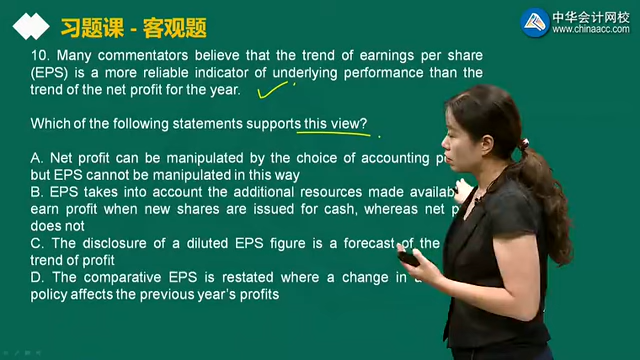 习题课 - 客观题
中华会计网校
www.chinaacc.com
10. Many commentators believe that the trend of earnings per share
(EPS) is a more reliable indicator of underlying performance than the
trend of the net profit for the year.
Which of the following statements supports this view?
A. Net profit can be manipulated by the choice of accounting
but EPS cannot be manipulated in this way
B. EPS takes into account the additional resources made
earn profit when new shares are issued for cash, whereas net
does not
C. The disclosure of a diluted EPS figure is a forecast of the
trend of profit
D. The comparative EPS is restated where a change in
policy affects the previous year's profits